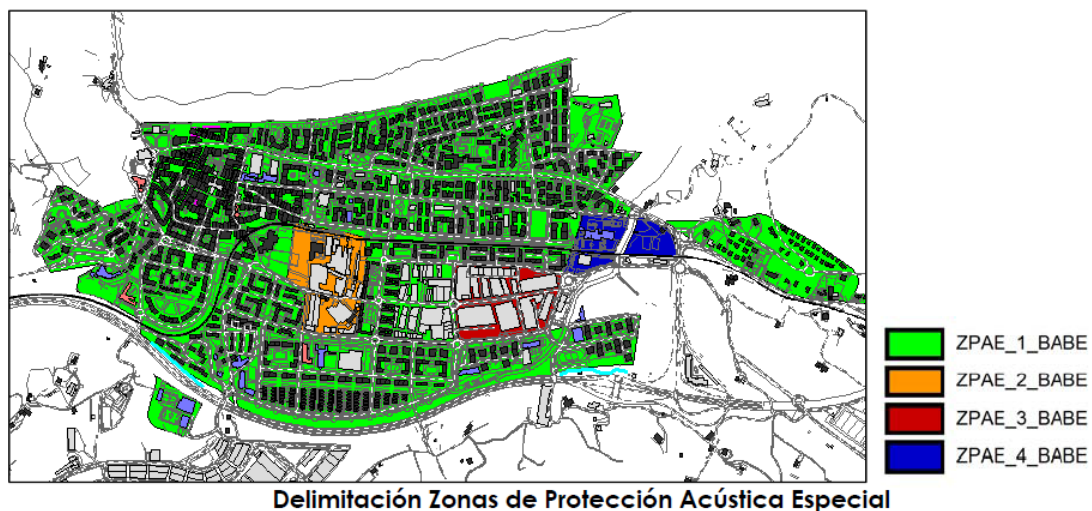 ZPAE_1_BABE
ZPAE_2_BABE
ZPAE_3_BABE
ZPAE_4_BABE
Delimitación Zonas de Protección Acústica Especial